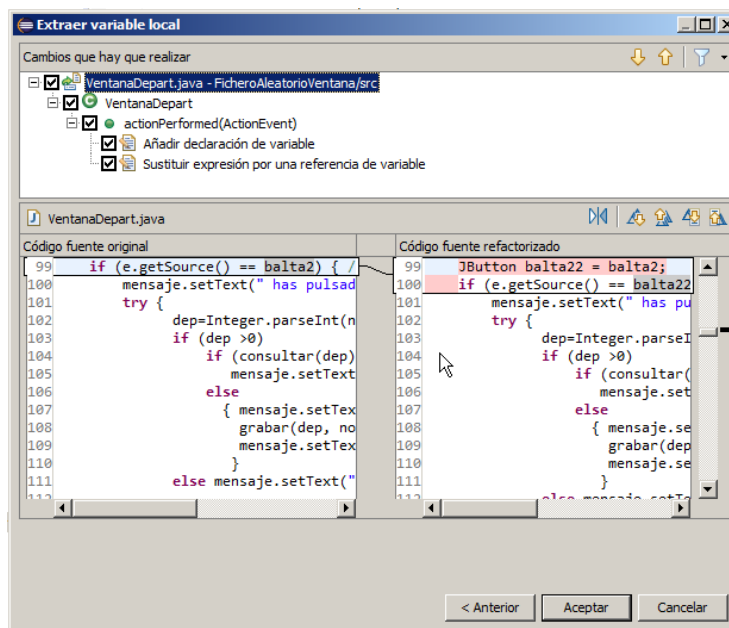 Extraer variable local
Cambios que hay que realizar
VentanaDepart.java - FicheroAleatorioVentana/src
VentanaDepart
actionPerformed(ActionEvent)
Añadir declaración de variable
Sustituir expresión por una referencia de variable
VentanaDepart.java
Código fuente original
99 if (e.getSource() == balta2) { /
100 mensaje.setText(" has pulsad
101 try {
102 dep=Integer.parseInt(n
103 if (dep >0)
104 if (consultar(dep)
105 mensaje.setText
106 else
107 { mensaje.setTex
108 grabar(dep, no
109 mensaje.setTex
110 }
111 else mensaje.setText("
Código fuente refactorizado
99 JButton balta22 = balta2;
100 if (e.getSource() == balta22
101 mensaje.setText(" has pu
102 try {
103 dep=Integer.parseI
104 if (dep >0)
105 if (consultar(
106 mensaje.set
107 else
108 { mensaje.se
109 grabar(dep
110 mensaje.se
111 }
< Anterior
Aceptar
Cancelar